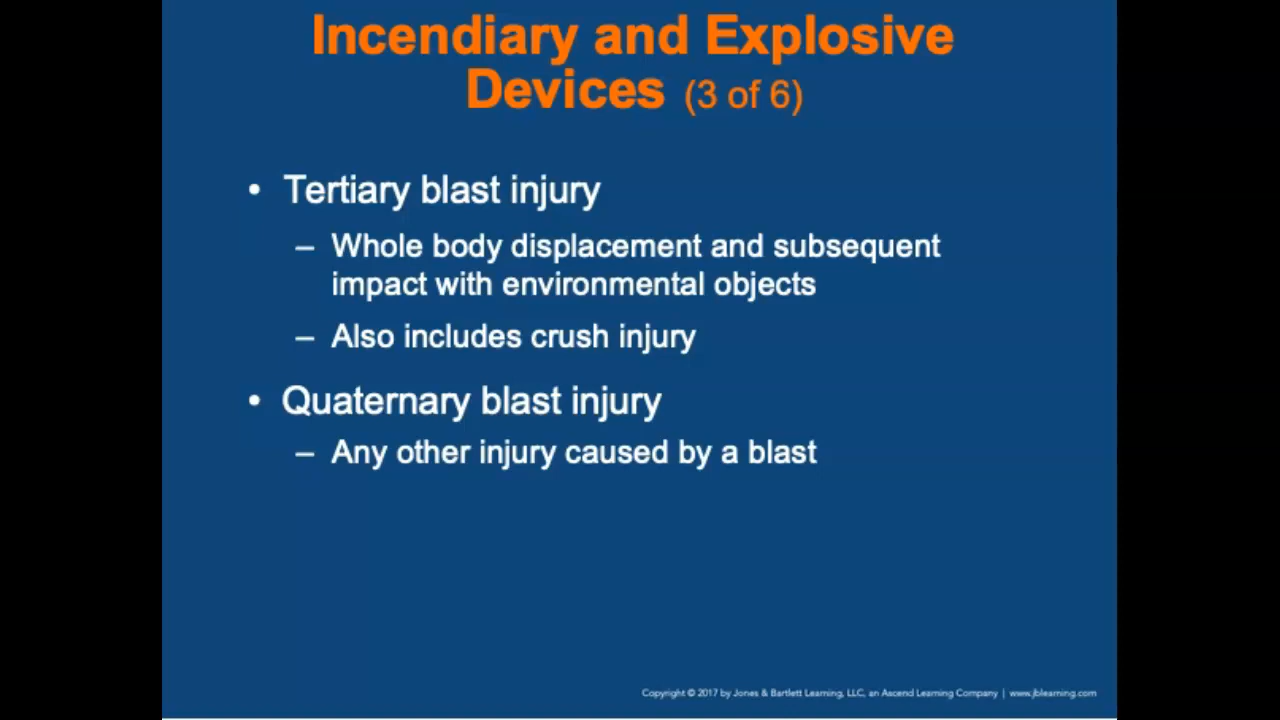 Incendiary and Explosive
Devices (3 of 6)
• Tertiary blast injury
– Whole body displacement and subsequent
impact with environmental objects
– Also includes crush injury
• Quaternary blast injury
– Any other injury caused by a blast
Copyright © 2017 by Jones & Bartlett Learning, LLC, an Ascend Learning Company | www.jblearning.com